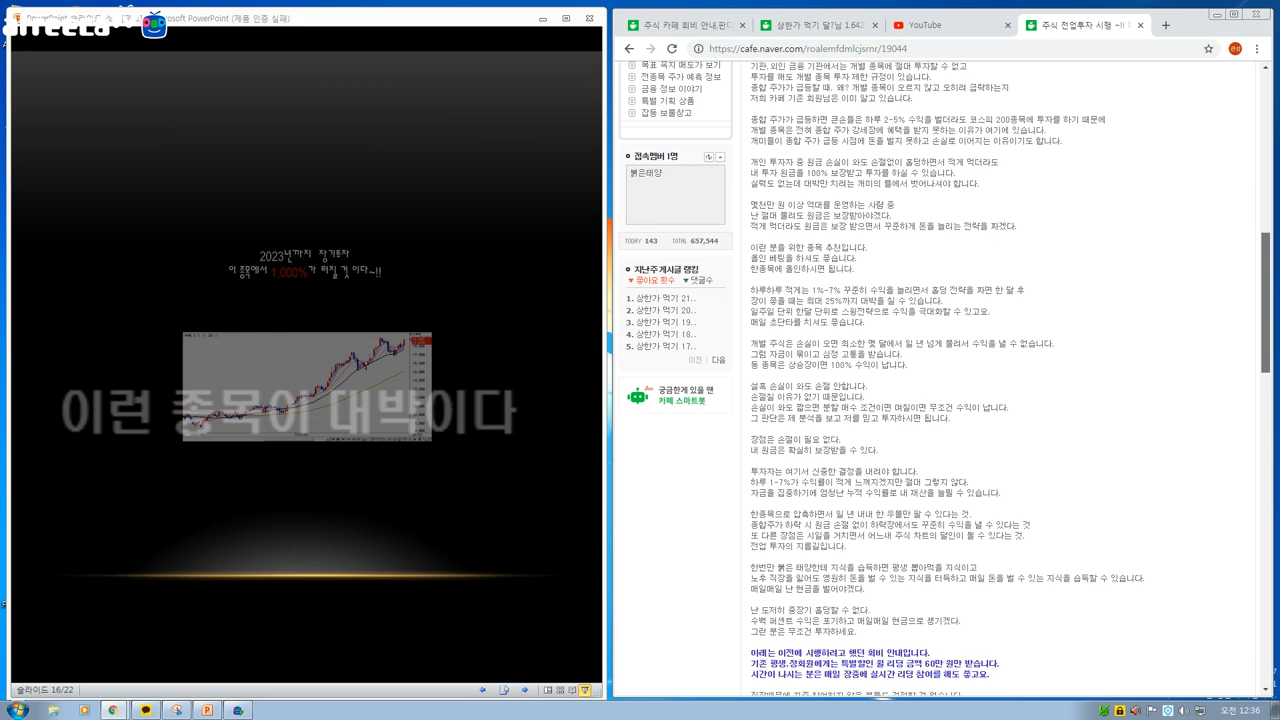 PowerPoint 슬라이드 쇼
Microsoft PowerPoint (제품 인증 실패)
afreeca
2023년까지 장기투자
이 종목에서 1,000%가 터질 것 이다~!!
이런 종목이 대박이다
슬라이드 16/22
주식 카페 회비 안내,판다
상한가 먹기 달?님 1.642
YouTube
주식 전업투자 시행 ~!!
https://cafe.naver.com/roalemfdmlcjsrnr/19044
목표 꼭지 매도가 보기
전종목 주가 예측 정보
금융 정보 이야기
특별 기획 상품
잡동 보물창고
접속멤버 1명
붉은태양
TODAY 143 TOTAL 657,544
지난주 게시글 랭킹
좋아요 횟수 댓글수
1. 상한가 먹기 21..
2. 상한가 먹기 20..
3. 상한가 먹기 19..
4. 상한가 먹기 18..
5. 상한가 먹기 17..
이전 다음
궁금한게 있을 땐
카페 스마트봇
기관.외인 금융 기관에서는 개별 종목에 절대 투자할 수 없고
투자를 해도 개별 종목 투자 제한 규정이 있습니다.
종합 주가가 급등할 때, 왜? 개별 종목이 오르지 않고 오히려 급락하는지
저희 카페 기존 회원님은 이미 알고 있습니다.
종합 주가가 급등하면 큰손들은 하루 2-5% 수익을 벌더라도 코스피 200종목에 투자를 하기 때문에
개별 종목은 전혀 종합 주가 강세장에 혜택을 받지 못하는 이유가 여기에 있습니다.
개미들이 종합 주가 급등 시점에 돈을 벌지 못하고 손실로 이어지는 이유이기도 합니다.
개인 투자자 중 원금 손실이 와도 손절없이 홀딩하면서 적게 먹더라도
내 투자 원금을 100% 보장받고 투자를 하실 수 있습니다.
실력도 없는데 대박만 치려는 개미의 틀에서 벗어나셔야 합니다.
몇천만 원 이상 억대를 운영하는 사람 중
난 절대 물려도 원금은 보장받아야겠다.
적게 먹더라도 원금은 보장 받으면서 꾸준하게 돈을 늘리는 전략을 짜겠다.
이런 분을 위한 종목 추천입니다.
올인 베팅을 하셔도 좋습니다.
한종목에 올인하시면 됩니다.
하루하루 적게는 1%-7% 꾸준히 수익을 늘리면서 홀딩 전략을 짜면 한 달 후
장이 좋을 때는 최대 25%까지 대박을 칠 수 있습니다.
일주일 단위 한달 단위로 스윙전략으로 수익을 극대화할 수 있고요.
매일 초단타를 치셔도 좋습니다.
개별 주식은 손실이 오면 최소한 몇 달에서 일 년 넘게 물려서 수익을 낼 수 없습니다.
그럼 자금이 묶이고 심정 고통을 받습니다.
동 종목은 상승장이면 100% 수익이 납니다.
설혹 손실이 와도 손절 안합니다.
손절칠 이유가 없기 때문입니다.
손실이 와도 짧으면 분할 매수 조건이면 며칠이면 무조건 수익이 납니다.
그 판단은 제 분석을 보고 저를 믿고 투자하시면 됩니다.
장점은 손절이 필요 없다.
내 원금은 확실히 보장받을 수 있다.
투자자는 여기서 신중한 결정을 내려야 합니다.
하루 1-7%가 수익률이 적게 느껴지겠지만 절대 그렇지 않다.
자금을 집중하기에 엄청난 누적 수익률로 내 재산을 늘릴 수 있습니다.
한종목으로 압축하면서 일 년 내내 한 우물만 팔 수 있다는 것.
종합주가 하락 시 원금 손절 없이 하락장에서도 꾸준히 수익을 낼 수 있다는 것
또 다른 장점은 시일을 거치면서 어느새 주식 차트의 달인이 될 수 있다는 것.
전업 투자의 지름길입니다.
한번만 붉은 태양한테 지식을 습득하면 평생 뽑아먹을 지식이고
노후 직장을 잃어도 영원히 돈을 벌 수 있는 지식을 터득하고 매일 돈을 벌 수 있는 지식을 습할 수 있습니다.
매일매일 난 현금을 벌어야겠다.
난 도저히 중장기 홀딩할 수 없다.
수백 퍼센트 수익은 포기하고 매일매일 현금으로 챙기겠다.
그런 분은 무조건 투자하세요.
아래는 이전에 시행하려고 했던 회비 안내입니다.
기존 평생.정회원에게는 특별할인 월 리딩 금액 60만 원만 받습니다.
시간이 나시는 분은 매일 장중에 실시간 리딩 참여를 해도 좋고요.
오전 12:36